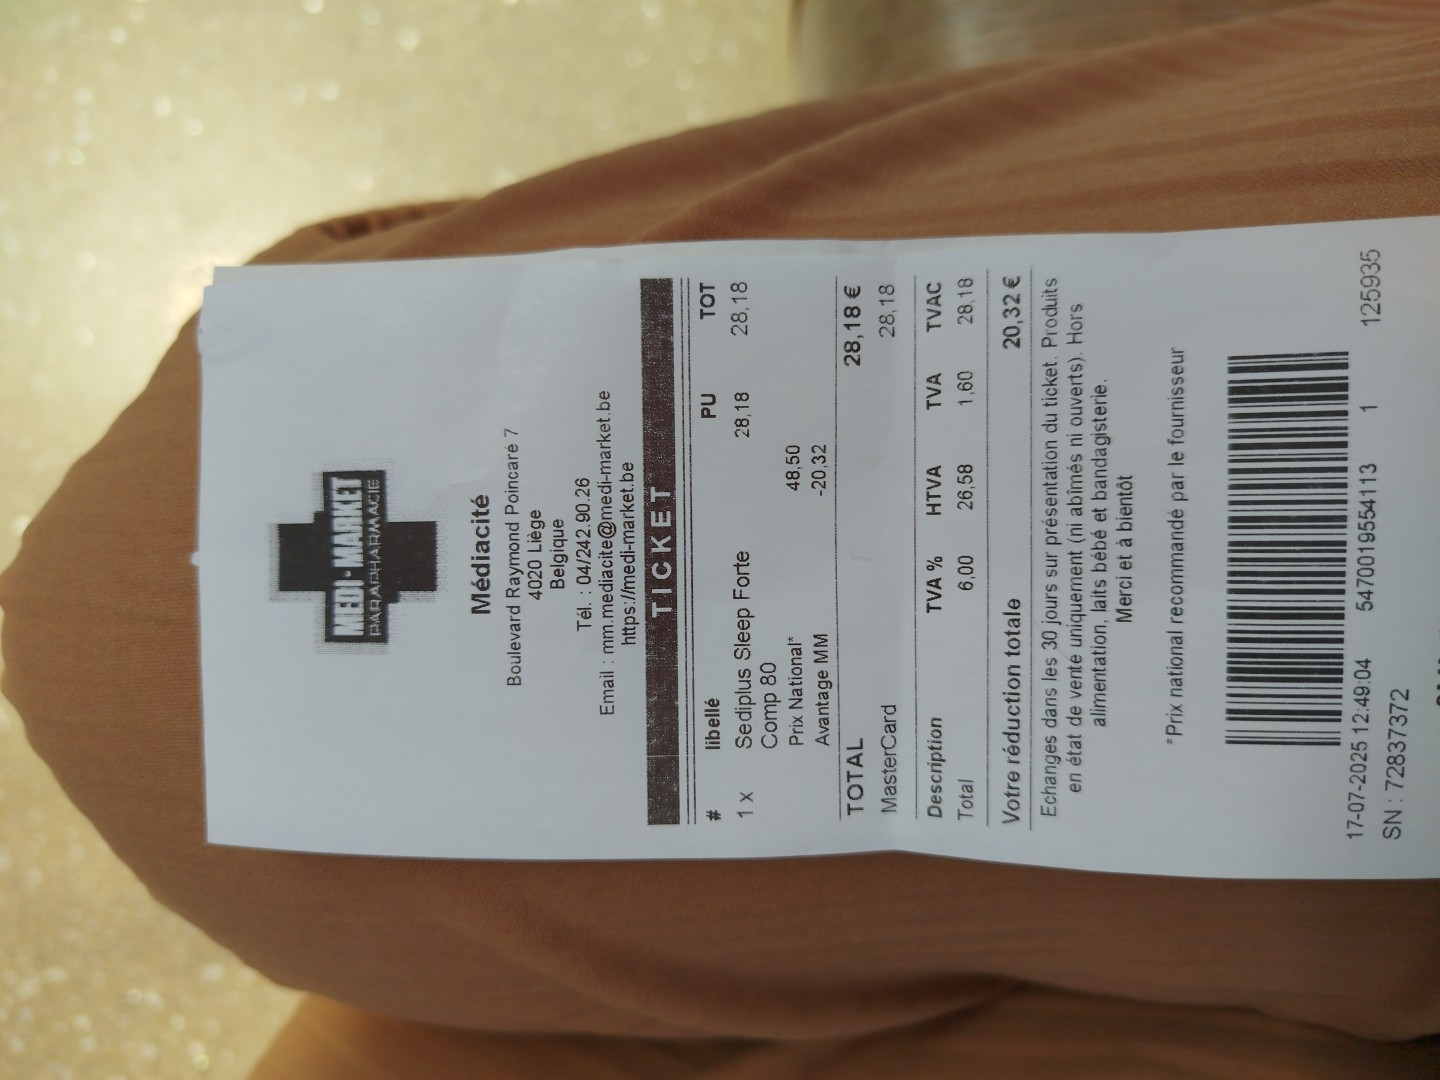 MEDI-MARKET
PARAPHARMACIE
Médiacité
Boulevard Raymond Poincaré 7
4020 Liège
Belgique
Tél. : 04/242.90.26
Email : mm.mediacite@medi-market.be
https://medi-market.be
TICKET
# libellé PU TOT
1 x Sediplus Sleep Forte 28,18 28,18
Comp 80
Prix National* 48,50
Avantage MM -20,32
TOTAL 28,18 €
MasterCard 28,18
Description TVA % HTVA TVA TVAC
Total 6,00 26,58 1,60 28,18
Votre réduction totale 20,32 €
Echanges dans les 30 jours sur présentation du ticket. Produits
en état de vente uniquement (ni abîmés ni ouverts). Hors
alimentation, laits bébé et bandagisterie.
Merci et à bientôt
*Prix national recommandé par le fournisseur
17-07-2025 12:49:04 5470019554113 1 125935
SN : 72837372